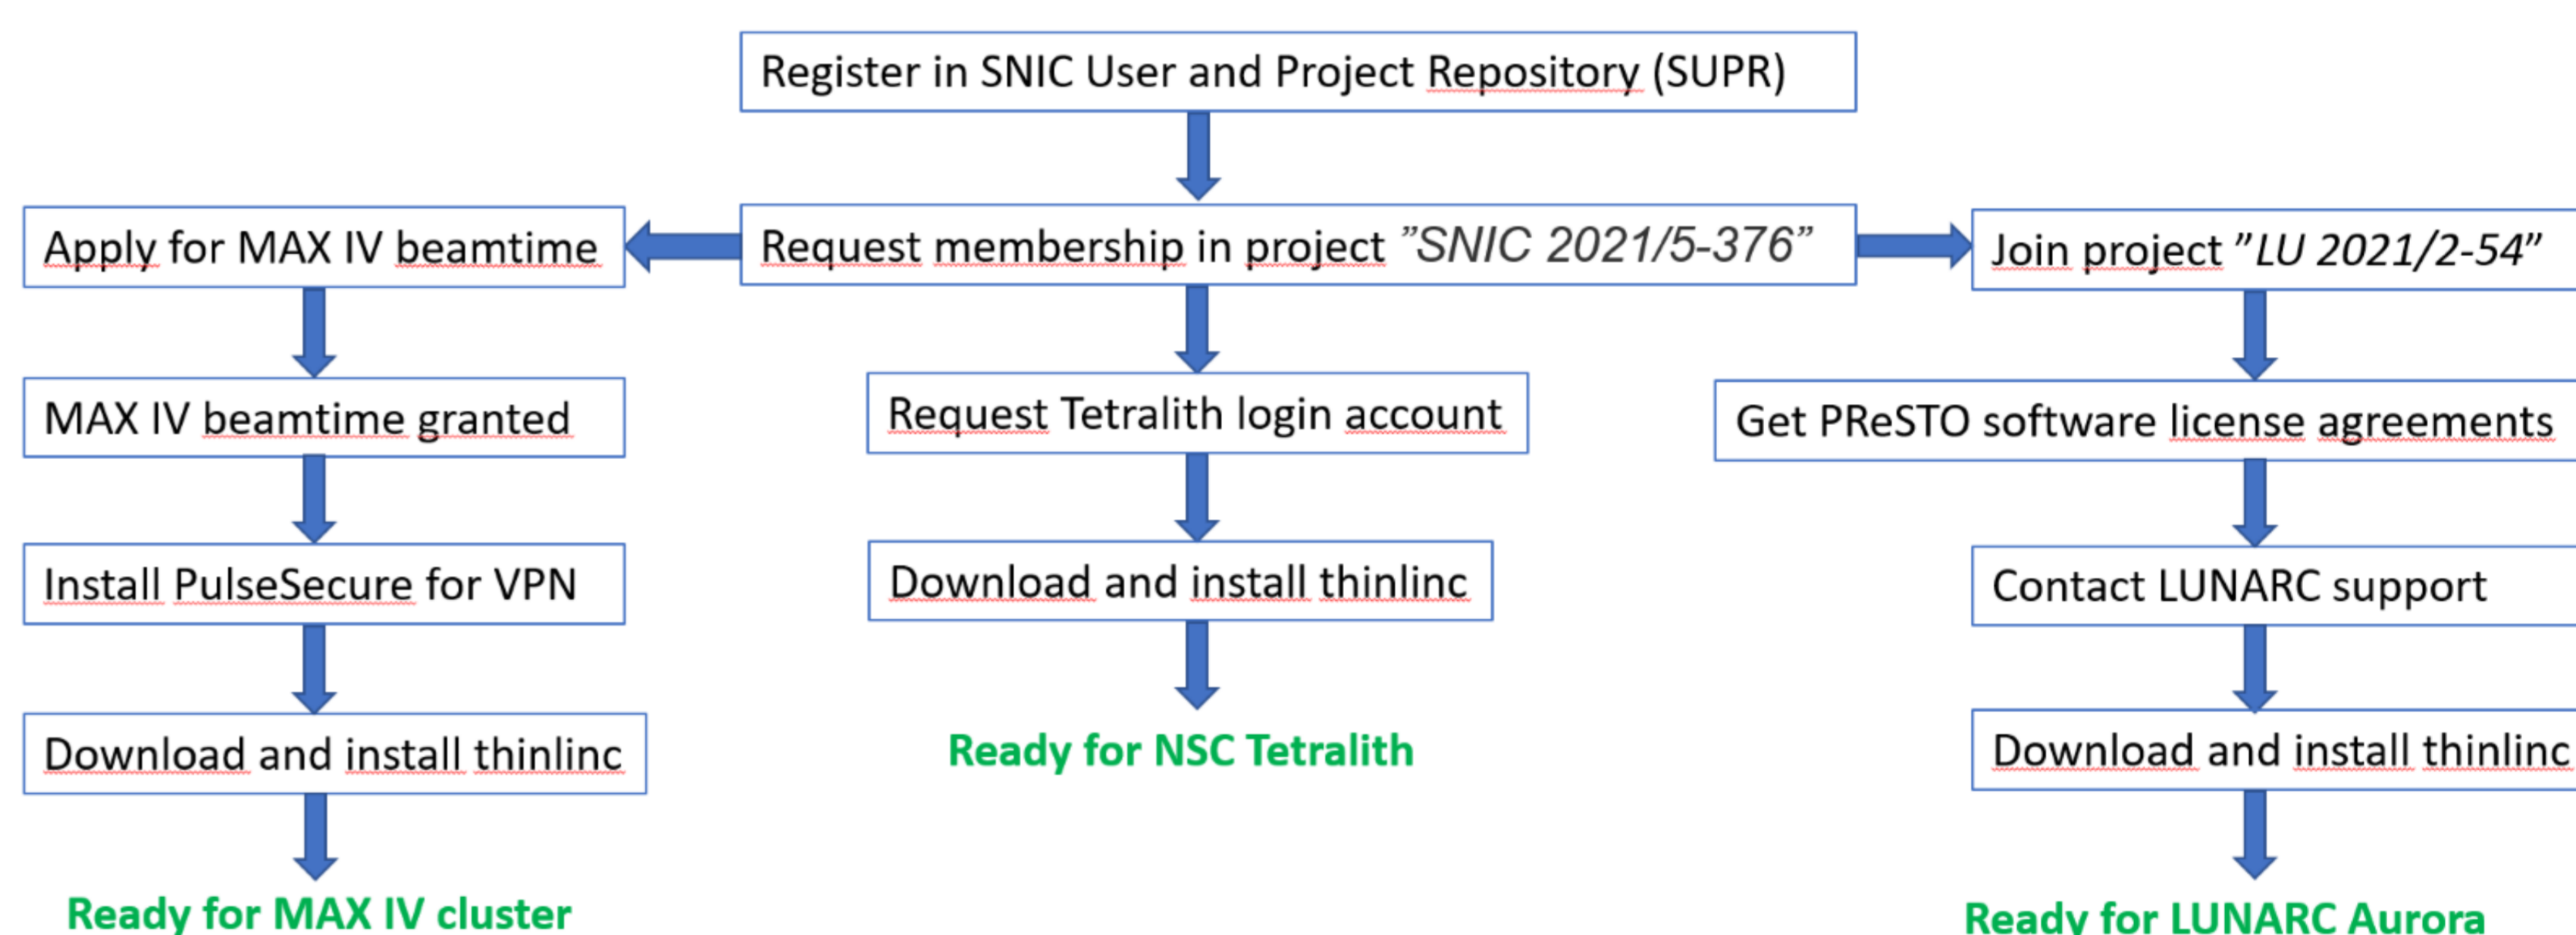 Register in SNIC User and Project Repository (SUPR)
Apply for MAX IV beamtime
Request membership in project ”SNIC 2021/5-376”
Join project ”LU 2021/2-54”
MAX IV beamtime granted
Request Tetralith login account
Get PReSTO software license agreements
Install PulseSecure for VPN
Download and install thinlinc
Contact LUNARC support
Download and install thinlinc
Ready for NSC Tetralith
Download and install thinlinc
Ready for MAX IV cluster
Ready for LUNARC Aurora